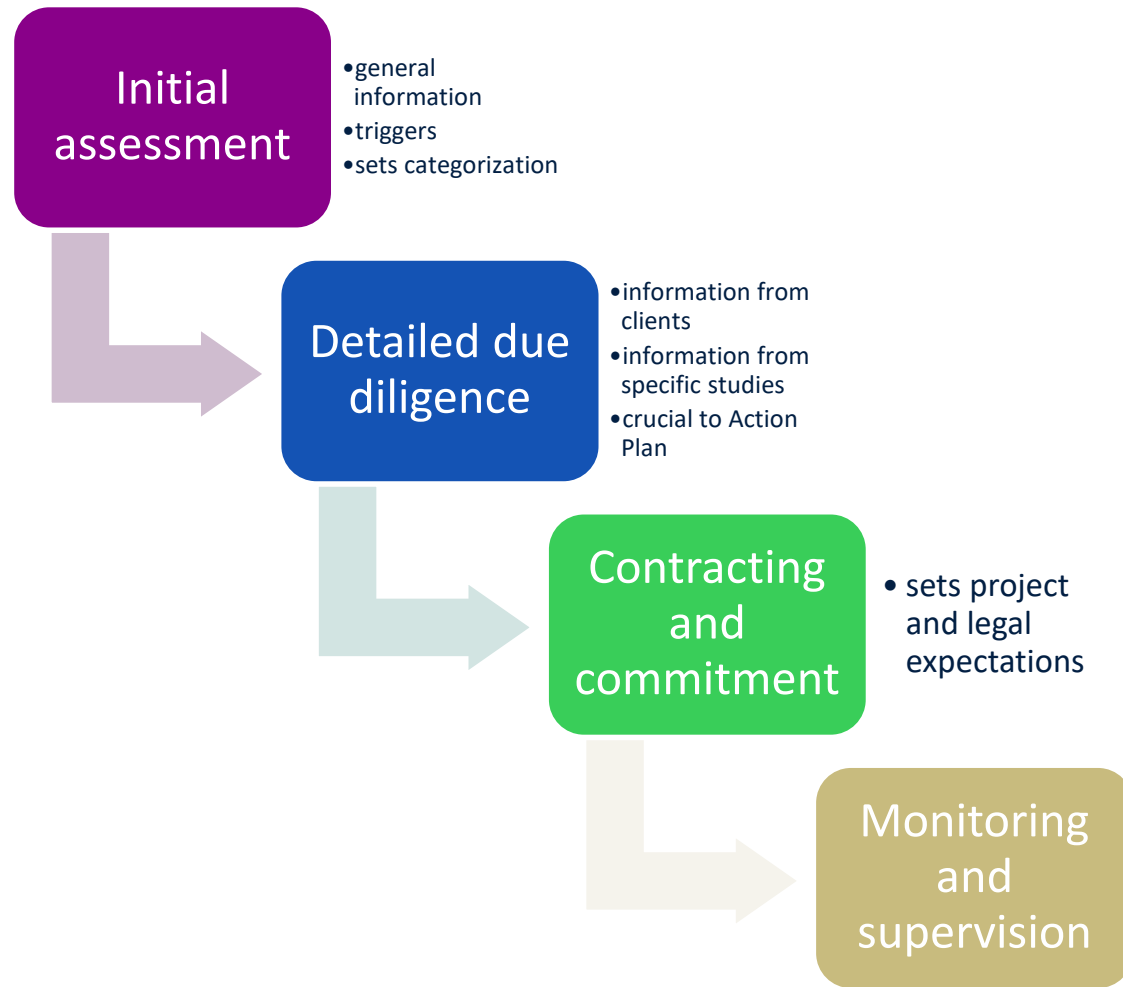 Initial
assessment
•general
information
•triggers
•sets categorization
Detailed due
diligence
•information from
clients
•information from
specific studies
•crucial to Action
Plan
Contracting
and
commitment
• sets project
and legal
expectations
Monitoring
and
supervision